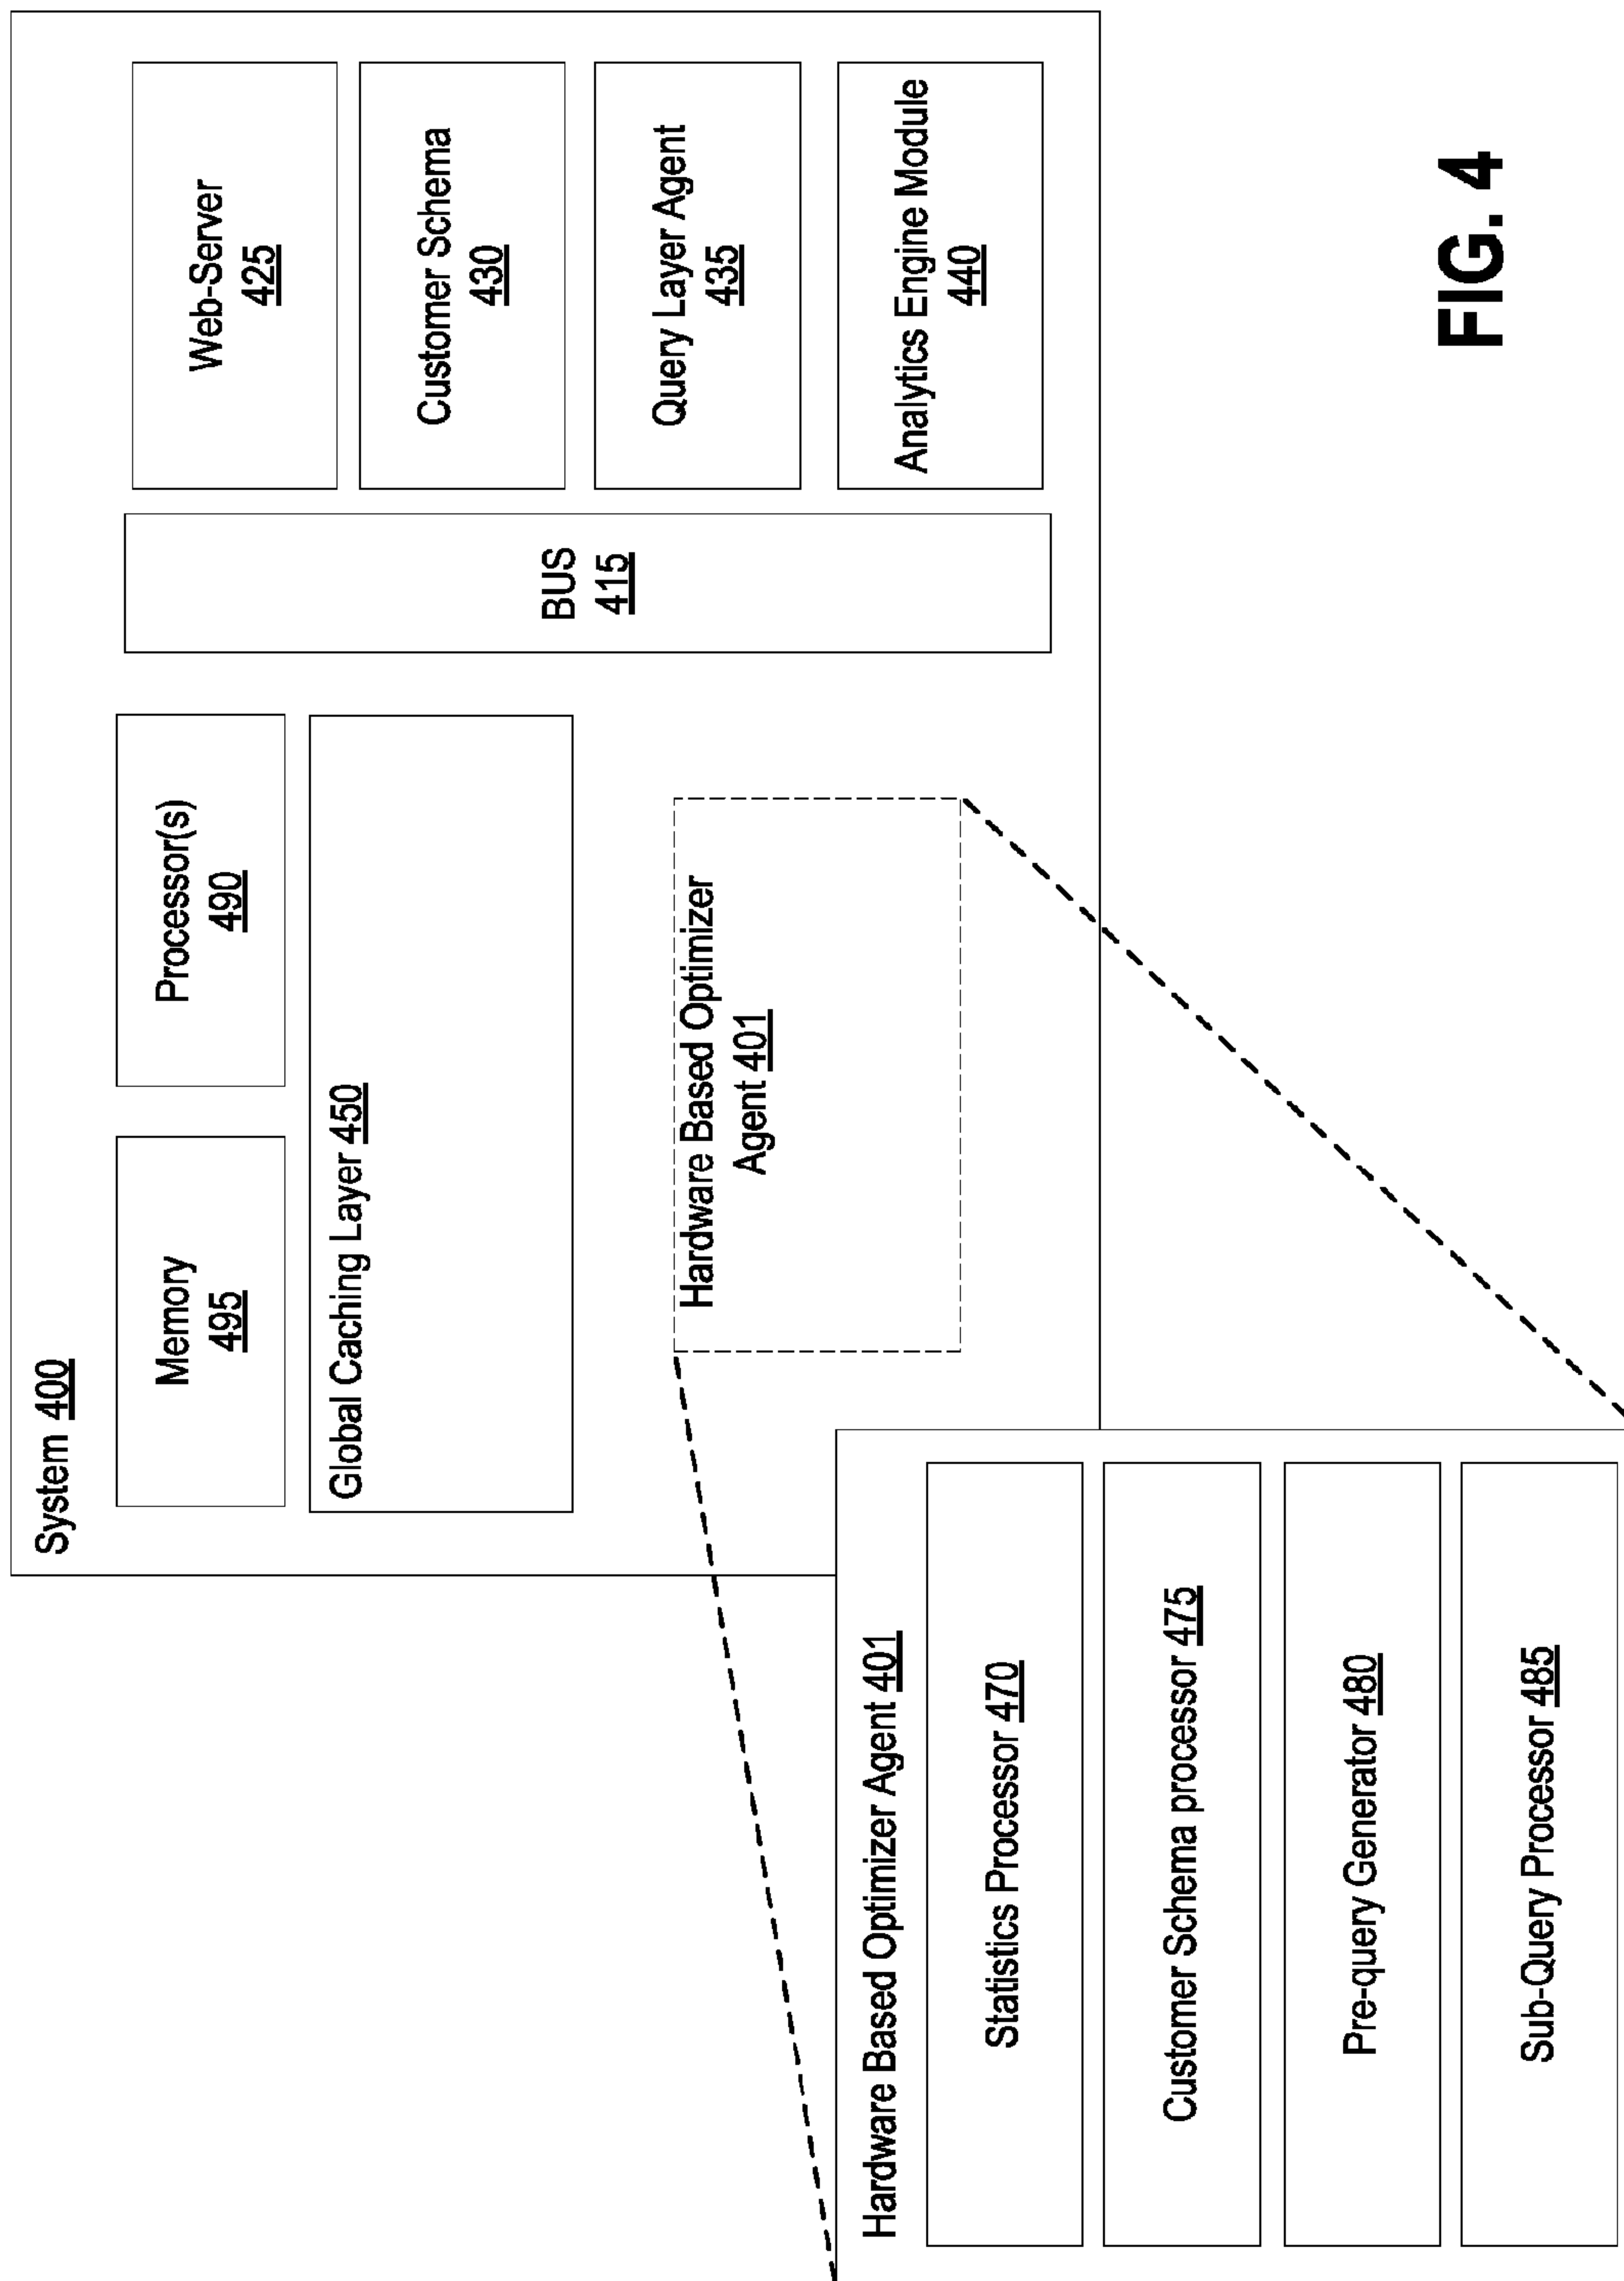 System 400
Memory
495
Processor(s)
490
Global Caching Layer 450
Hardware Based Optimizer
Agent 401
BUS
415
Web-Server
425
Customer Schema
430
Query Layer Agent
435
Analytics Engine Module
440
Hardware Based Optimizer Agent 401
Statistics Processor 470
Customer Schema processor 475
Pre-query Generator 480
Sub-Query Processor 485
FIG. 4